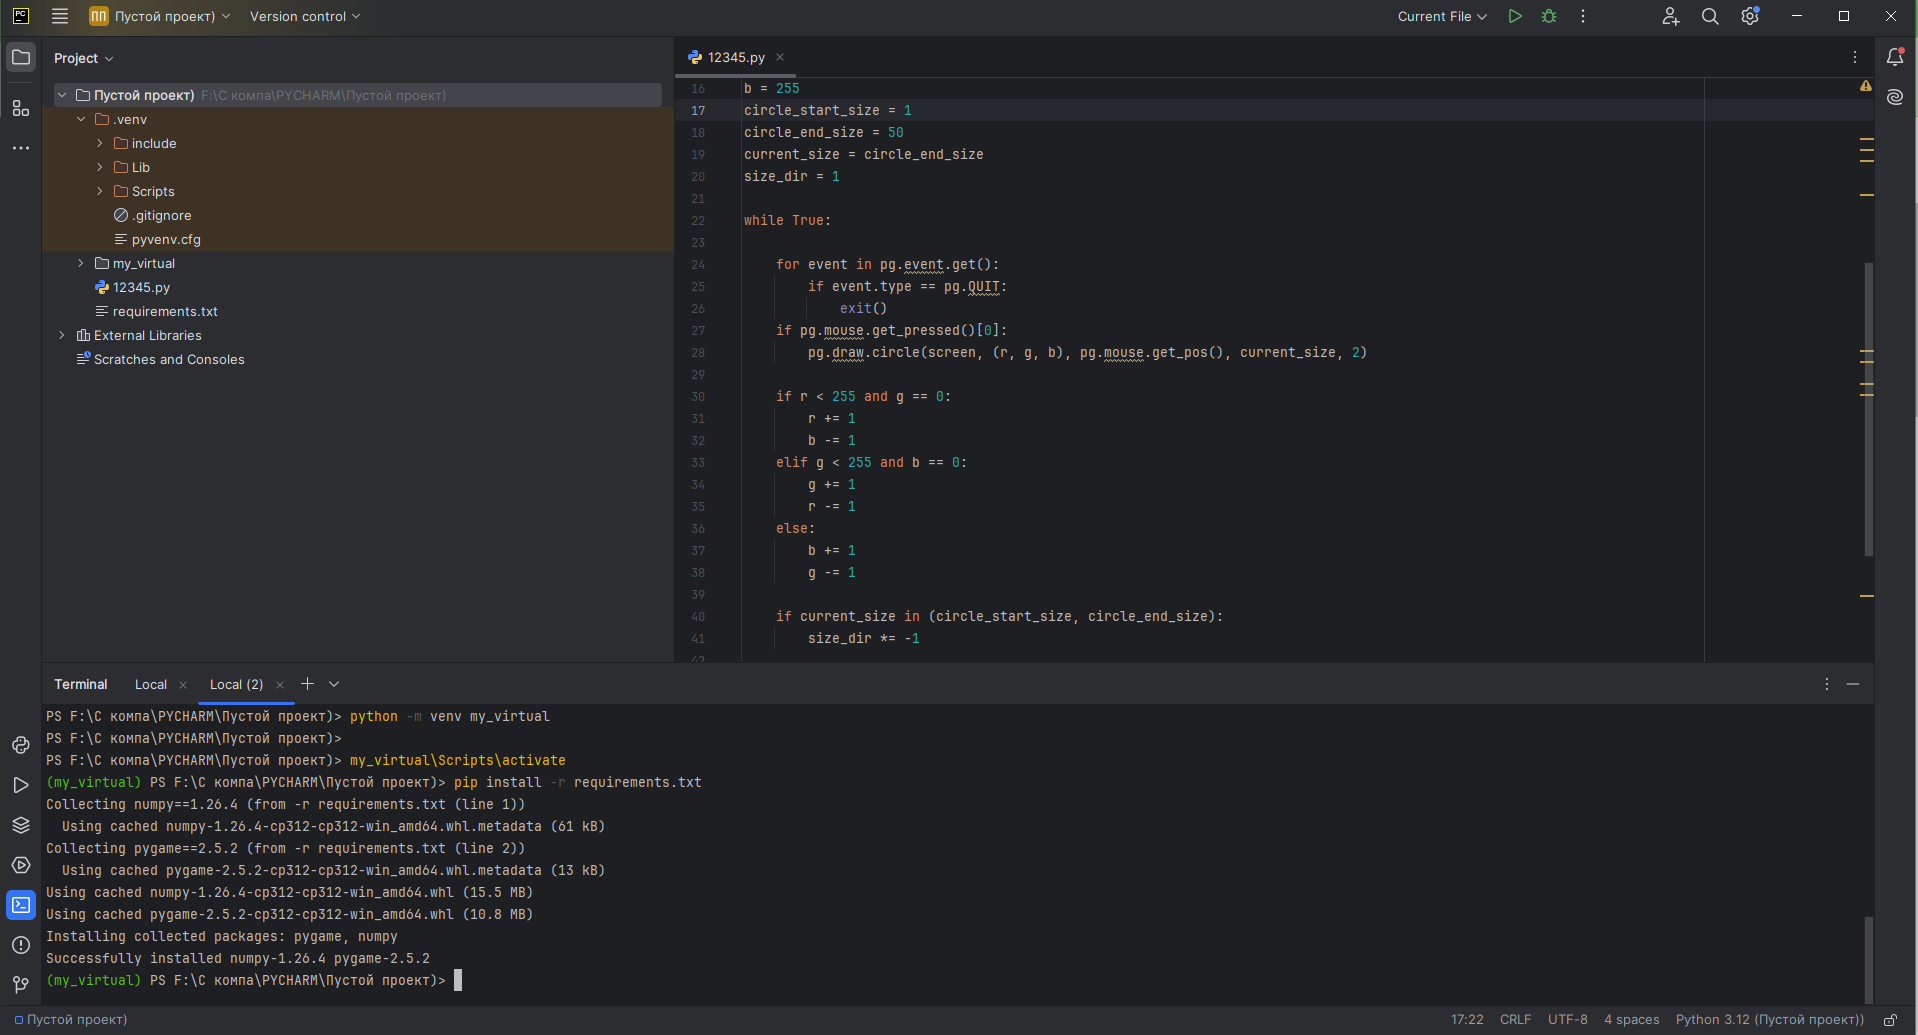 PC ПП Пустой проект) Version control Current File
Project
Пустой проект) F:\C компа\PYCHARM\Пустой проект)
.venv
include
Lib
Scripts
.gitignore
pyvenv.cfg
my_virtual
12345.py
requirements.txt
External Libraries
Scratches and Consoles
12345.py
16 b = 255
17 circle_start_size = 1
18 circle_end_size = 50
19 current_size = circle_end_size
20 size_dir = 1
21
22 while True:
23
24 for event in pg.event.get():
25 if event.type == pg.QUIT:
26 exit()
27 if pg.mouse.get_pressed()[0]:
28 pg.draw.circle(screen, (r, g, b), pg.mouse.get_pos(), current_size, 2)
29
30 if r < 255 and g == 0:
31 r += 1
32 b -= 1
33 elif g < 255 and b == 0:
34 g += 1
35 r -= 1
36 else:
37 b += 1
38 g -= 1
39
40 if current_size in (circle_start_size, circle_end_size):
41 size_dir *= -1
42
Terminal Local Local (2)
PS F:\C компа\PYCHARM\Пустой проект)> python -m venv my_virtual
PS F:\C компа\PYCHARM\Пустой проект)>
PS F:\C компа\PYCHARM\Пустой проект)> my_virtual\Scripts\activate
(my_virtual) PS F:\C компа\PYCHARM\Пустой проект)> pip install -r requirements.txt
Collecting numpy==1.26.4 (from -r requirements.txt (line 1))
Using cached numpy-1.26.4-cp312-cp312-win_amd64.whl.metadata (61 kB)
Collecting pygame==2.5.2 (from -r requirements.txt (line 2))
Using cached pygame-2.5.2-cp312-cp312-win_amd64.whl.metadata (13 kB)
Using cached numpy-1.26.4-cp312-cp312-win_amd64.whl (15.5 MB)
Using cached pygame-2.5.2-cp312-cp312-win_amd64.whl (10.8 MB)
Installing collected packages: pygame, numpy
Successfully installed numpy-1.26.4 pygame-2.5.2
(my_virtual) PS F:\C компа\PYCHARM\Пустой проект)>
Пустой проект) 17:22 CRLF UTF-8 4 spaces Python 3.12 (Пустой проект))